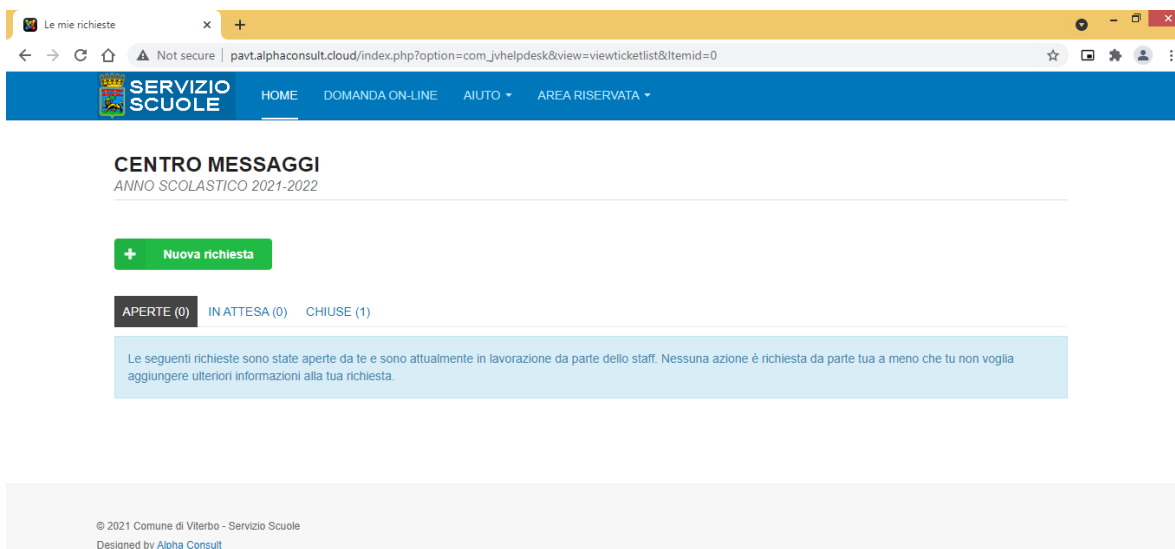 Le mie richieste
Not secure | pavt.alphaconsult.cloud/index.php?option=com_jvhelpdesk&view=viewticketlist&Itemid=0
SERVIZIO
SCUOLE
HOME DOMANDA ON-LINE AIUTO AREA RISERVATA
CENTRO MESSAGGI
ANNO SCOLASTICO 2021-2022
Nuova richiesta
APERTE (0) IN ATTESA (0) CHIUSE (1)
Le seguenti richieste sono state aperte da te e sono attualmente in lavorazione da parte dello staff. Nessuna azione è richiesta da parte tua a meno che tu non voglia
aggiungere ulteriori informazioni alla tua richiesta.
© 2021 Comune di Viterbo - Servizio Scuole
Designed by Alpha Consult